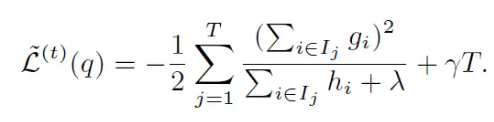 $\tilde{\mathcal{L}}^{(t)}(q) = -\frac{1}{2} \sum_{j=1}^{T} \frac{(\sum_{i \in I_j} g_i)^2}{\sum_{i \in I_j} h_i + \lambda} + \gamma T.$